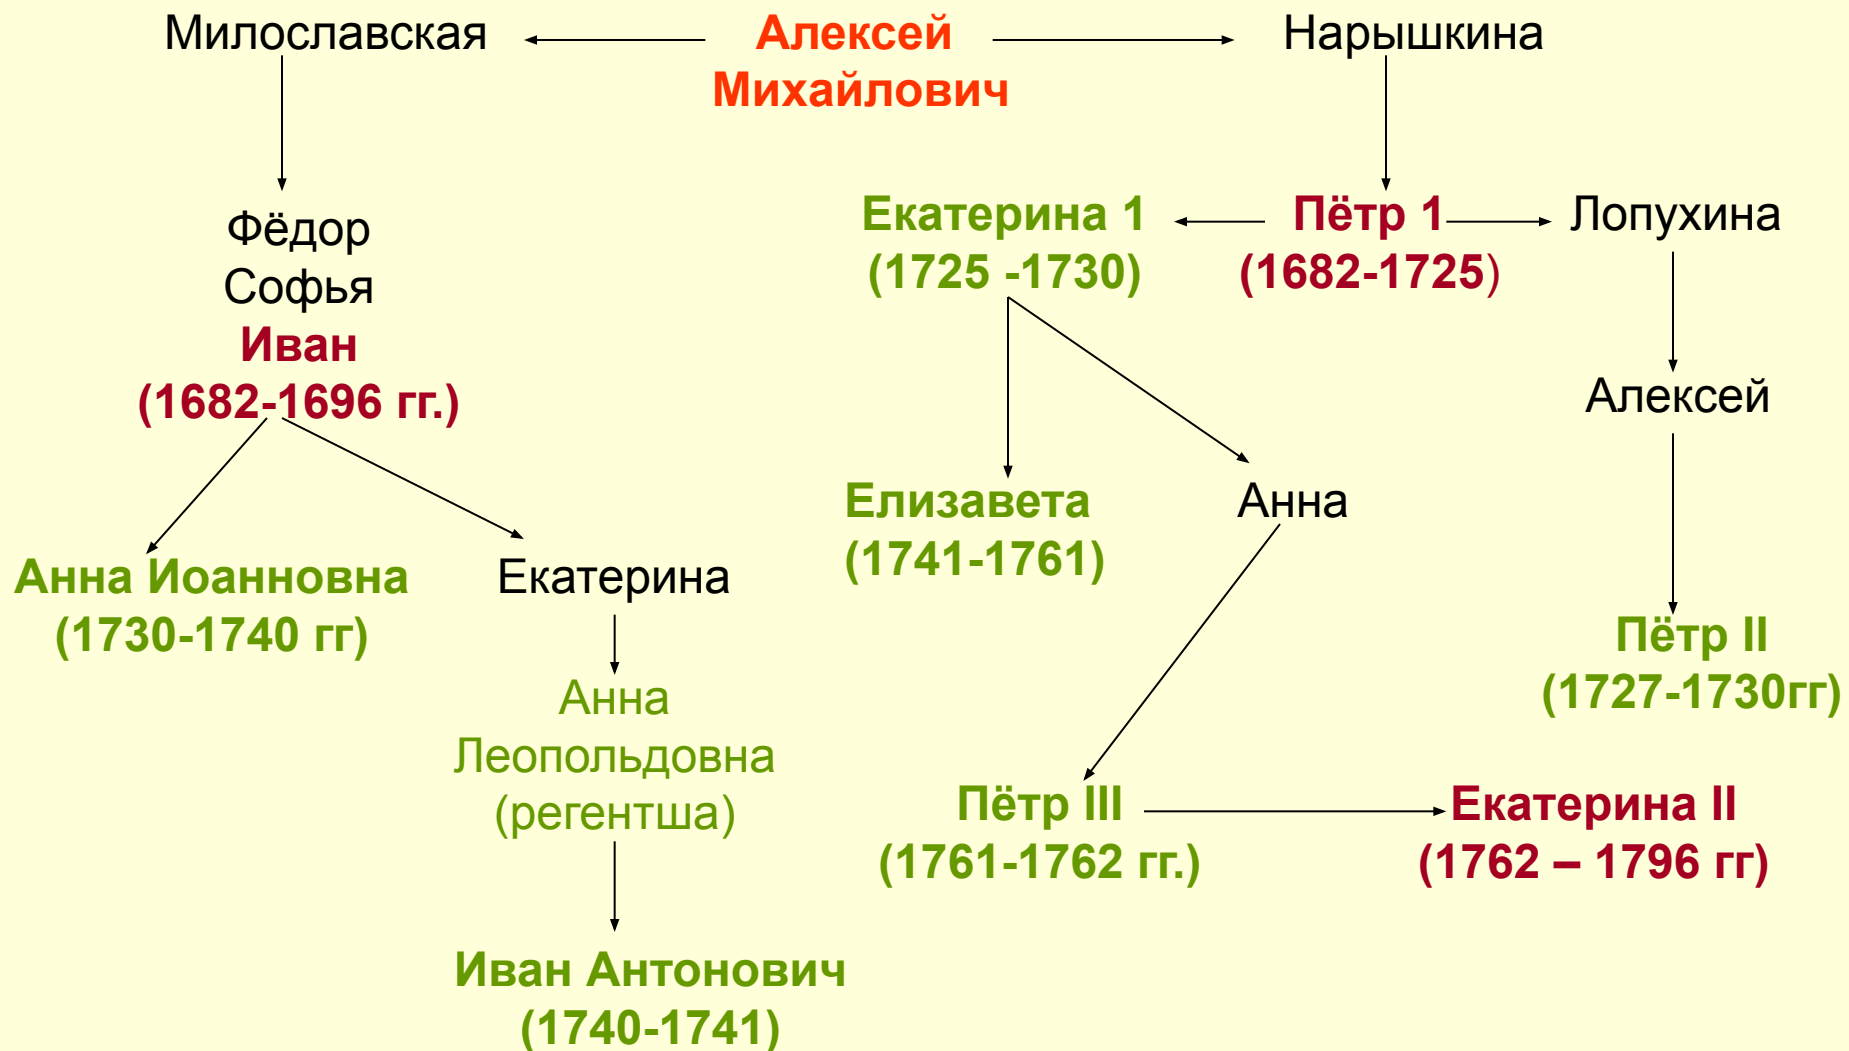 Милославская
Алексей
Михайлович
Нарышкина
Фёдор
Софья
Иван
(1682-1696 гг.)
Екатерина 1
(1725 -1730)
Пётр 1
(1682-1725)
Лопухина
Алексей
Елизавета
(1741-1761)
Анна
Анна Иоанновна
(1730-1740 гг)
Екатерина
Пётр II
(1727-1730гг)
Анна
Леопольдовна
(регентша)
Пётр III
(1761-1762 гг.)
Екатерина II
(1762 – 1796 гг)
Иван Антонович
(1740-1741)